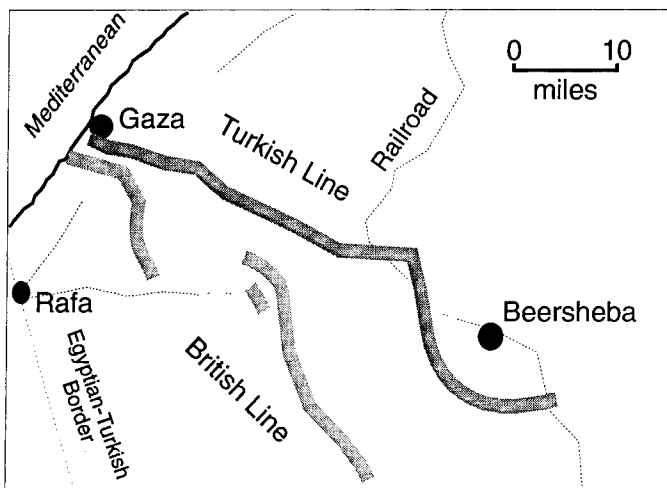 Mediterranean
Gaza
Turkish Line
Railroad
0 10
miles
Rafa
Egyptian-Turkish
Border
British Line
Beersheba